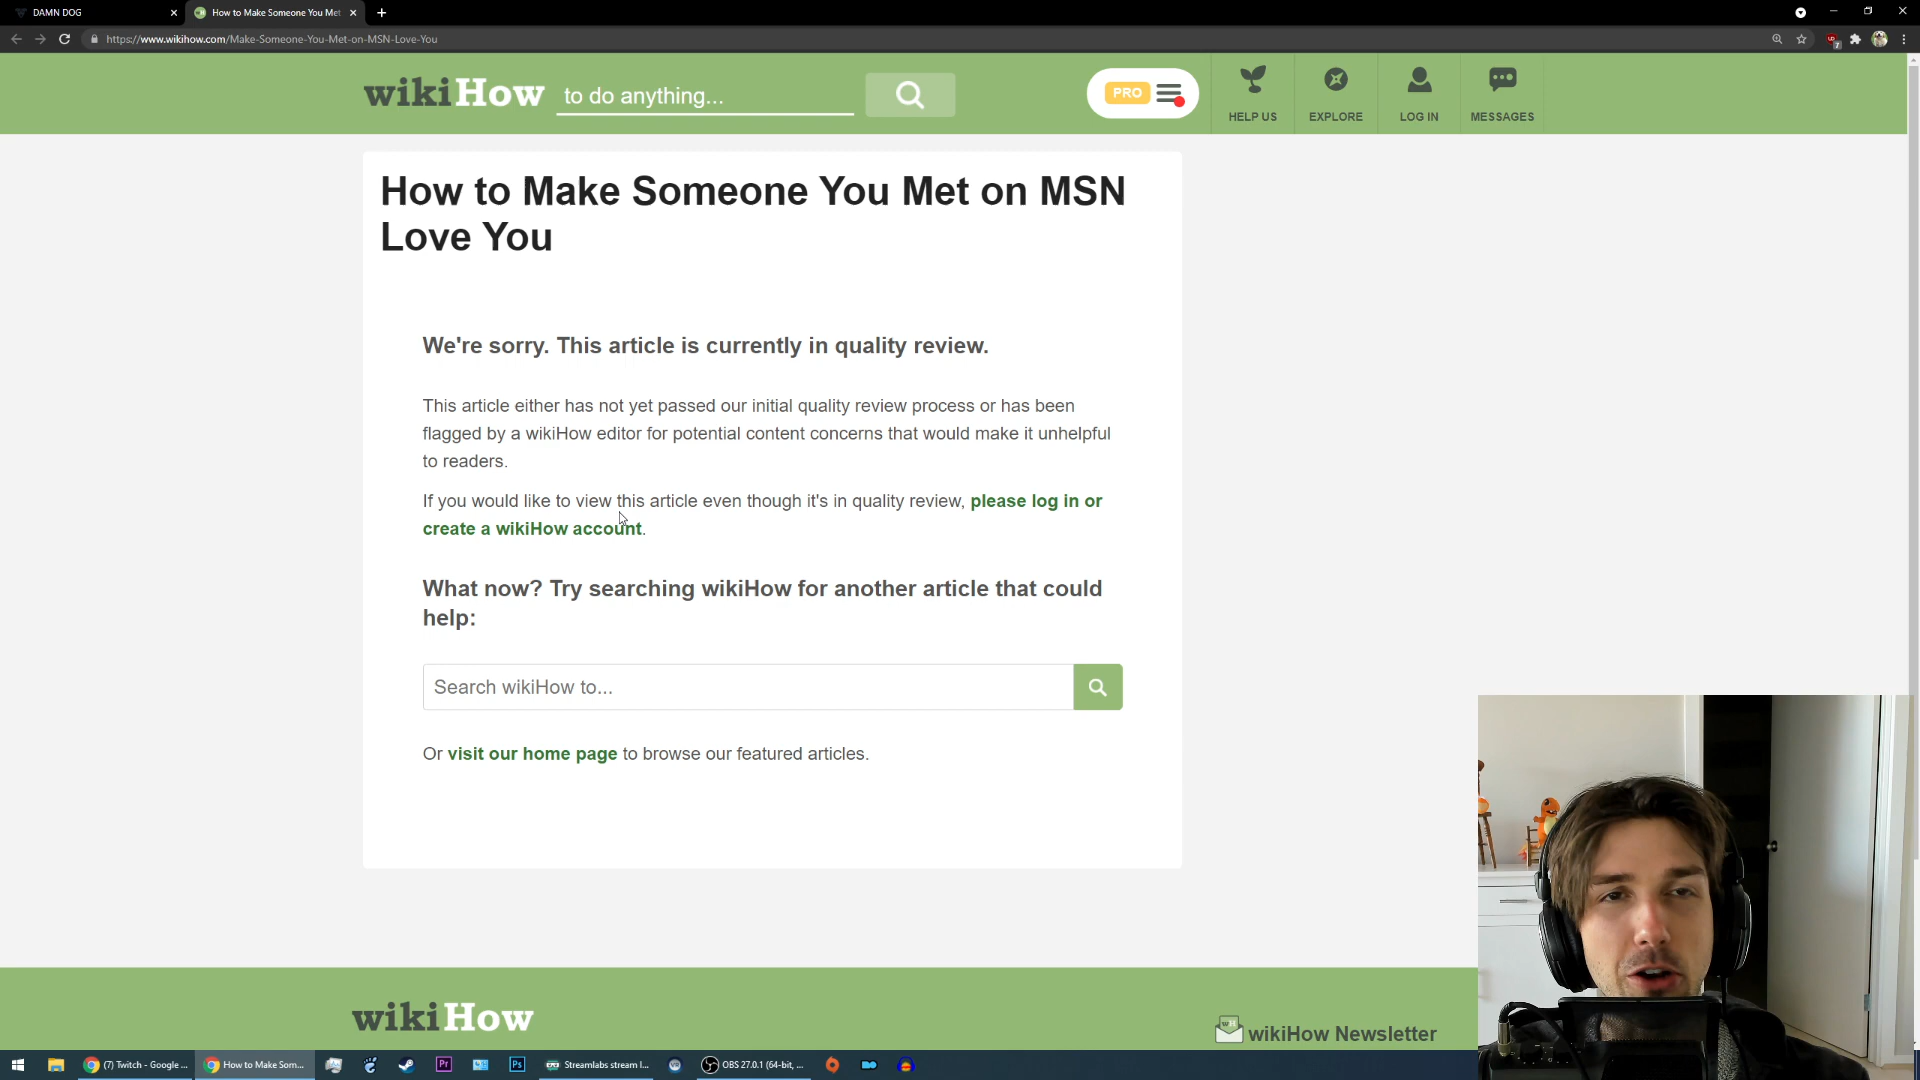 DAMN DOG
How to Make Someone You Met
https://www.wikihow.com/Make-Someone-You-Met-on-MSN-Love-You
wikiHow to do anything...
PRO
HELP US
EXPLORE
LOG IN
MESSAGES
How to Make Someone You Met on MSN
Love You
We're sorry. This article is currently in quality review.
This article either has not yet passed our initial quality review process or has been
flagged by a wikiHow editor for potential content concerns that would make it unhelpful
to readers.
If you would like to view this article even though it's in quality review, please log in or
create a wikiHow account.
What now? Try searching wikiHow for another article that could
help:
Search wikiHow to...
Or visit our home page to browse our featured articles.
wikiHow
wikiHow Newsletter
(7) Twitch - Google ...
How to Make Som...
Pr
Ps
Streamlabs stream l...
OBS 27.0.1 (64-bit, ...